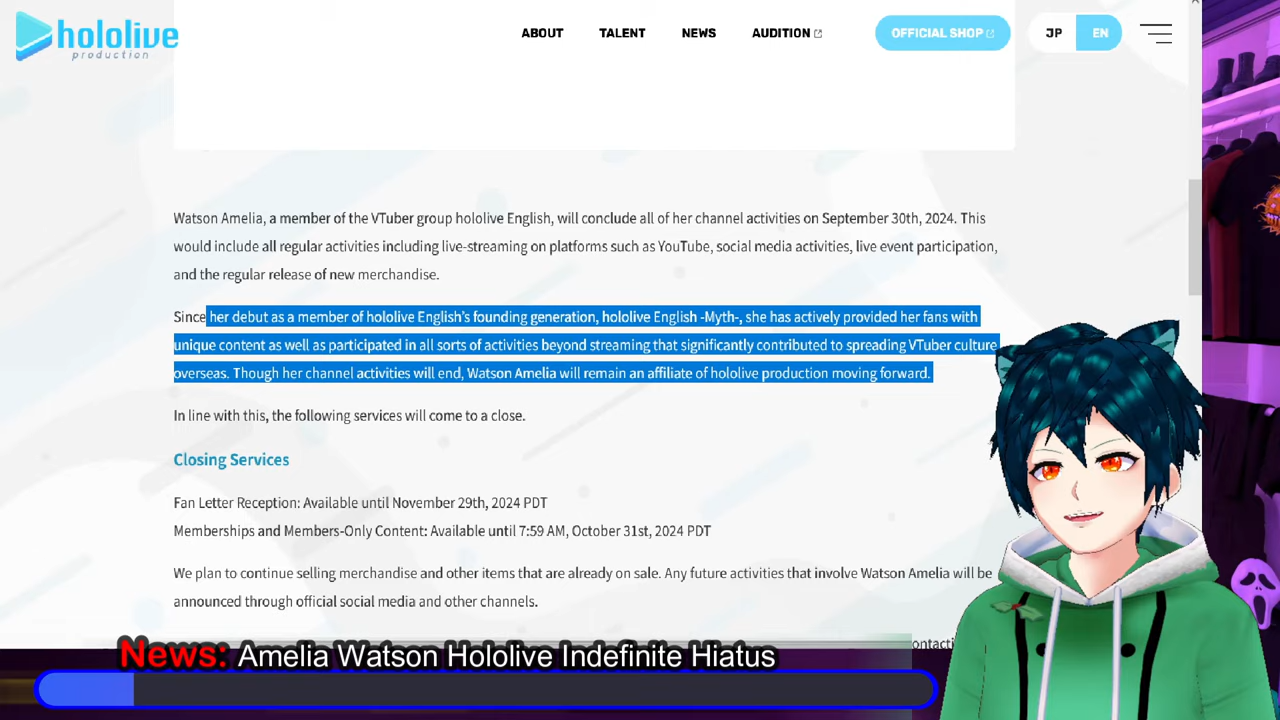 hololive
production
ABOUT
TALENT
NEWS
AUDITION
OFFICIAL SHOP
JP
EN
Watson Amelia, a member of the VTuber group hololive English, will conclude all of her channel activities on September 30th, 2024. This
would include all regular activities including live-streaming on platforms such as YouTube, social media activities, live event participation,
and the regular release of new merchandise.
Since her debut as a member of hololive English's founding generation, hololive English -Myth-, she has actively provided her fans with
unique content as well as participated in all sorts of activities beyond streaming that significantly contributed to spreading VTuber culture
overseas. Though her channel activities will end, Watson Amelia will remain an affiliate of hololive production moving forward.
In line with this, the following services will come to a close.
Closing Services
Fan Letter Reception: Available until November 29th, 2024 PDT
Memberships and Members-Only Content: Available until 7:59 AM, October 31st, 2024 PDT
We plan to continue selling merchandise and other items that are already on sale. Any future activities that involve Watson Amelia will be
announced through official social media and other channels.
News: Amelia Watson Hololive Indefinite Hiatus